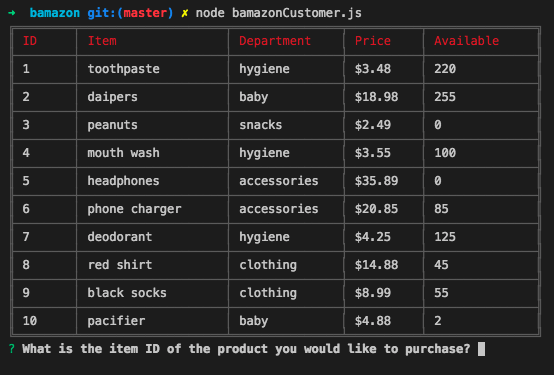 ➜ bamazon git:(master) ✗ node bamazonCustomer.js
ID Item Department Price Available
1 toothpaste hygiene $3.48 220
2 daipers baby $18.98 255
3 peanuts snacks $2.49 0
4 mouth wash hygiene $3.55 100
5 headphones accessories $35.89 0
6 phone charger accessories $20.85 85
7 deodorant hygiene $4.25 125
8 red shirt clothing $14.88 45
9 black socks clothing $8.99 55
10 pacifier baby $4.88 2
? What is the item ID of the product you would like to purchase?